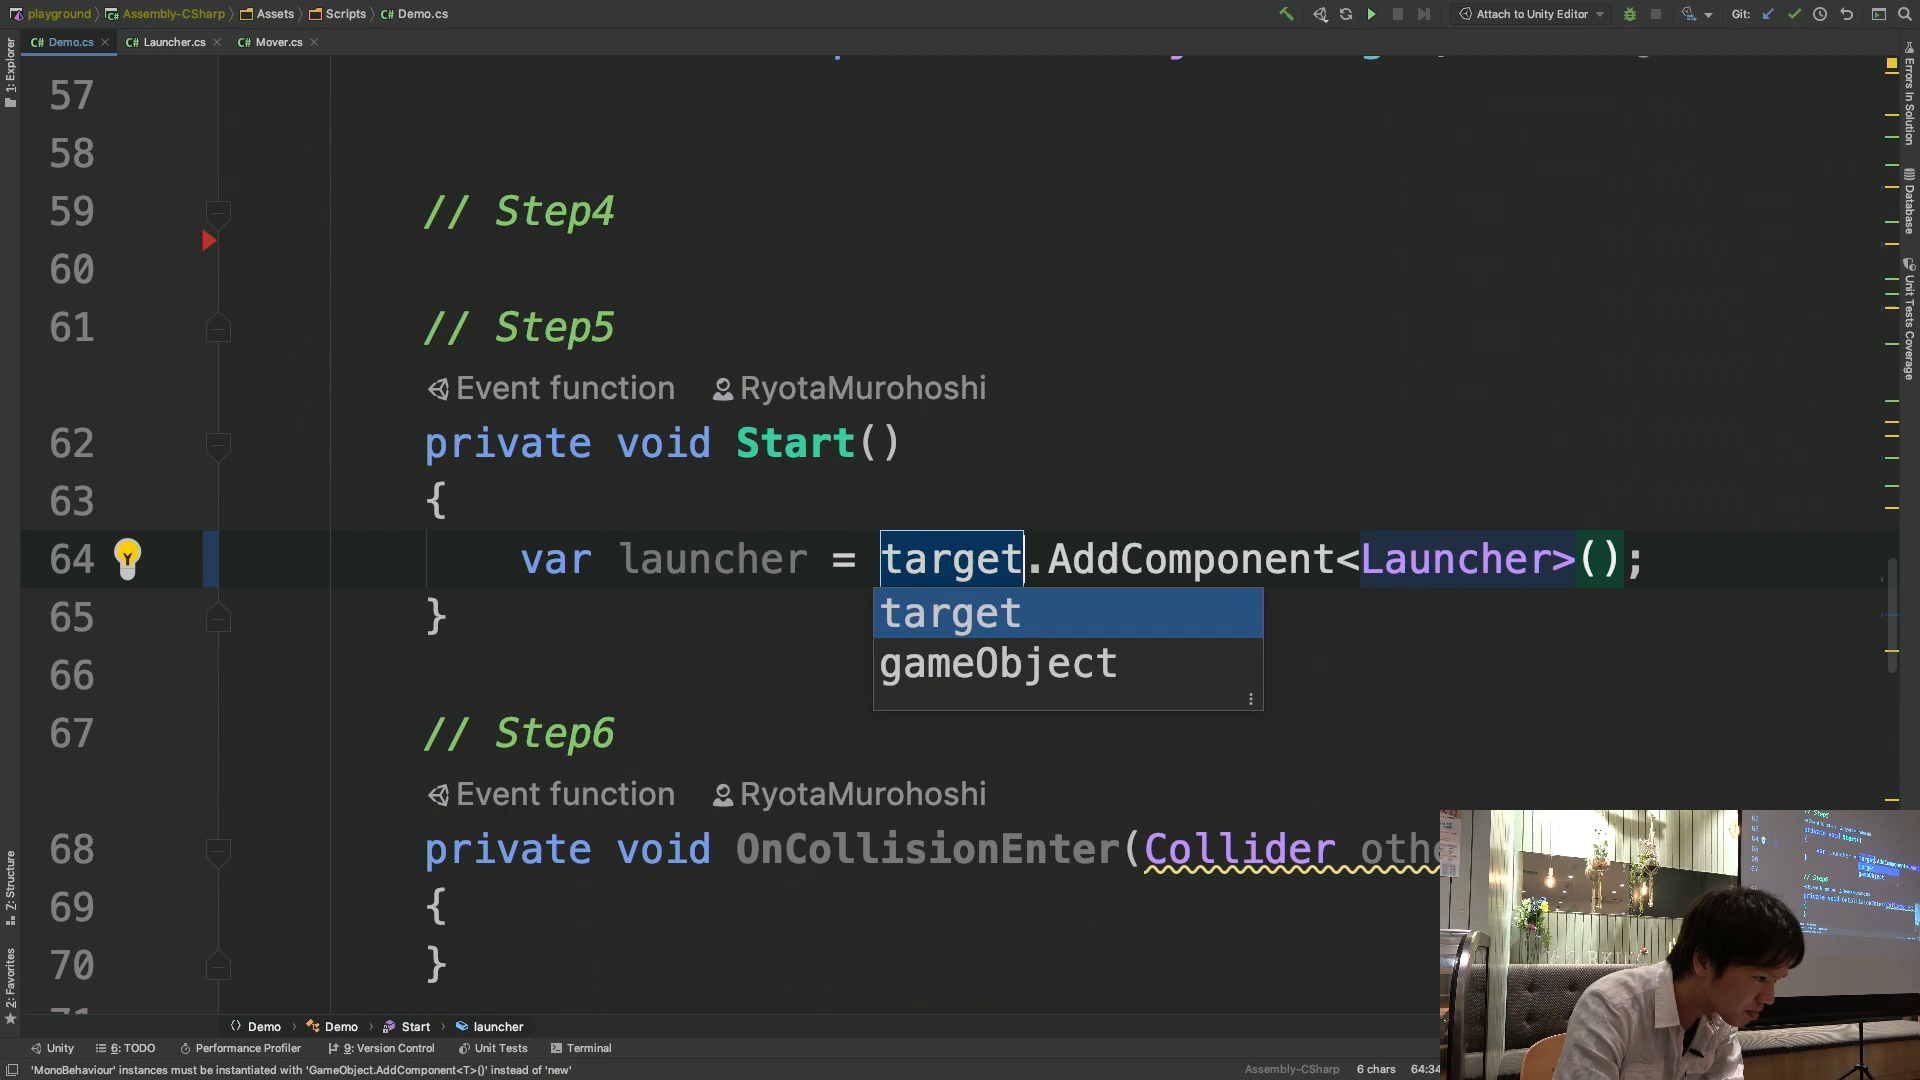 playground Assembly-CSharp Assets Scripts C# Demo.cs
Attach to Unity Editor Git:
C# Demo.cs C# Launcher.cs C# Mover.cs
1: Explorer
Errors In Solution
Database
Unit Tests Coverage
57
58
59 // Step4
60
61 // Step5
Event function RyotaMurohoshi
62 private void Start()
63 {
64 var launcher = target.AddComponent<Launcher>();
target
gameObject
65 }
66
67 // Step6
Event function RyotaMurohoshi
68 private void OnCollisionEnter(Collider othe
69 {
70 }
7: Structure
2: Favorites
Demo Demo Start launcher
Unity 6: TODO Performance Profiler 9: Version Control Unit Tests Terminal
'MonoBehaviour' instances must be instantiated with 'GameObject.AddComponent<T>()' instead of 'new'
Assembly-CSharp 6 chars 64:34